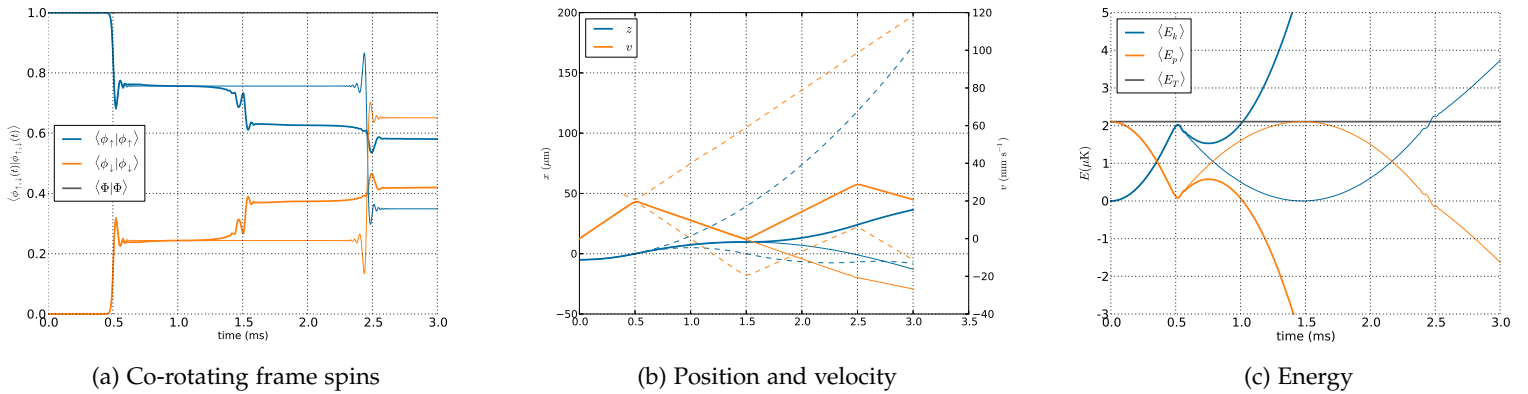 1.0
0.8
0.6
0.4
0.2
0.0
⟨ϕ↑,↓(t)|ϕ↑,↓(t)⟩
⟨ϕ↑|ϕ↑⟩
⟨ϕ↓|ϕ↓⟩
⟨Φ|Φ⟩
0.0 0.5 1.0 1.5 2.0 2.5 3.0
time (ms)
(a) Co-rotating frame spins
200
150
100
50
0
−50
x (μm)
z
v
120
100
80
60
40
20
0
−20
−40
v (mm s⁻¹)
0.0 0.5 1.0 1.5 2.0 2.5 3.0 3.5
time (ms)
(b) Position and velocity
5
4
3
2
1
0
−1
−2
−3
E(μK)
⟨Eₖ⟩
⟨Eₚ⟩
⟨E_T⟩
0.0 0.5 1.0 1.5 2.0 2.5 3.0
time (ms)
(c) Energy